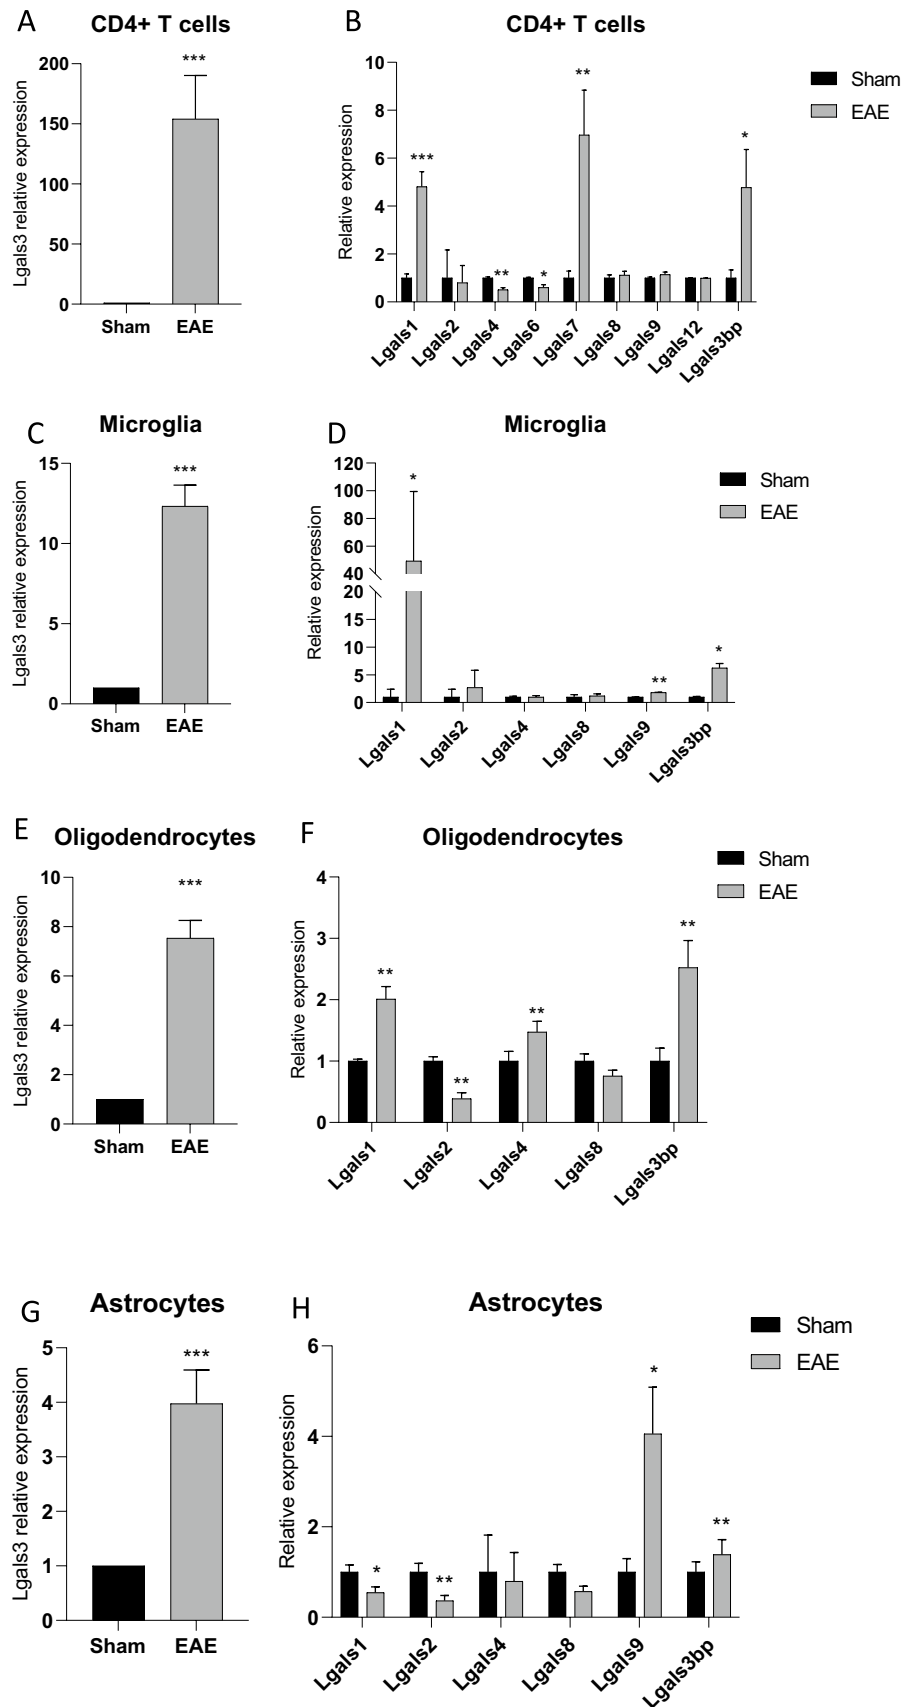 A
CD4+ T cells
Lgals3 relative expression
200
150
100
50
0
***
Sham
EAE
B
CD4+ T cells
Relative expression
10
8
6
4
2
0
***
**
*
**
*
Lgals1
Lgals2
Lgals4
Lgals6
Lgals7
Lgals8
Lgals9
Lgals12
Lgals3bp
Sham
EAE
C
Microglia
Lgals3 relative expression
15
10
5
0
***
Sham
EAE
D
Microglia
Relative expression
120
100
80
60
40
20
15
10
5
0
*
**
*
Lgals1
Lgals2
Lgals4
Lgals8
Lgals9
Lgals3bp
Sham
EAE
E
Oligodendrocytes
Lgals3 relative expression
10
8
6
4
2
0
***
Sham
EAE
F
Oligodendrocytes
Relative expression
4
3
2
1
0
**
**
**
**
Lgals1
Lgals2
Lgals4
Lgals8
Lgals3bp
Sham
EAE
G
Astrocytes
Lgals3 relative expression
5
4
3
2
1
0
***
Sham
EAE
H
Astrocytes
Relative expression
6
4
2
0
*
**
*
**
Lgals1
Lgals2
Lgals4
Lgals8
Lgals9
Lgals3bp
Sham
EAE